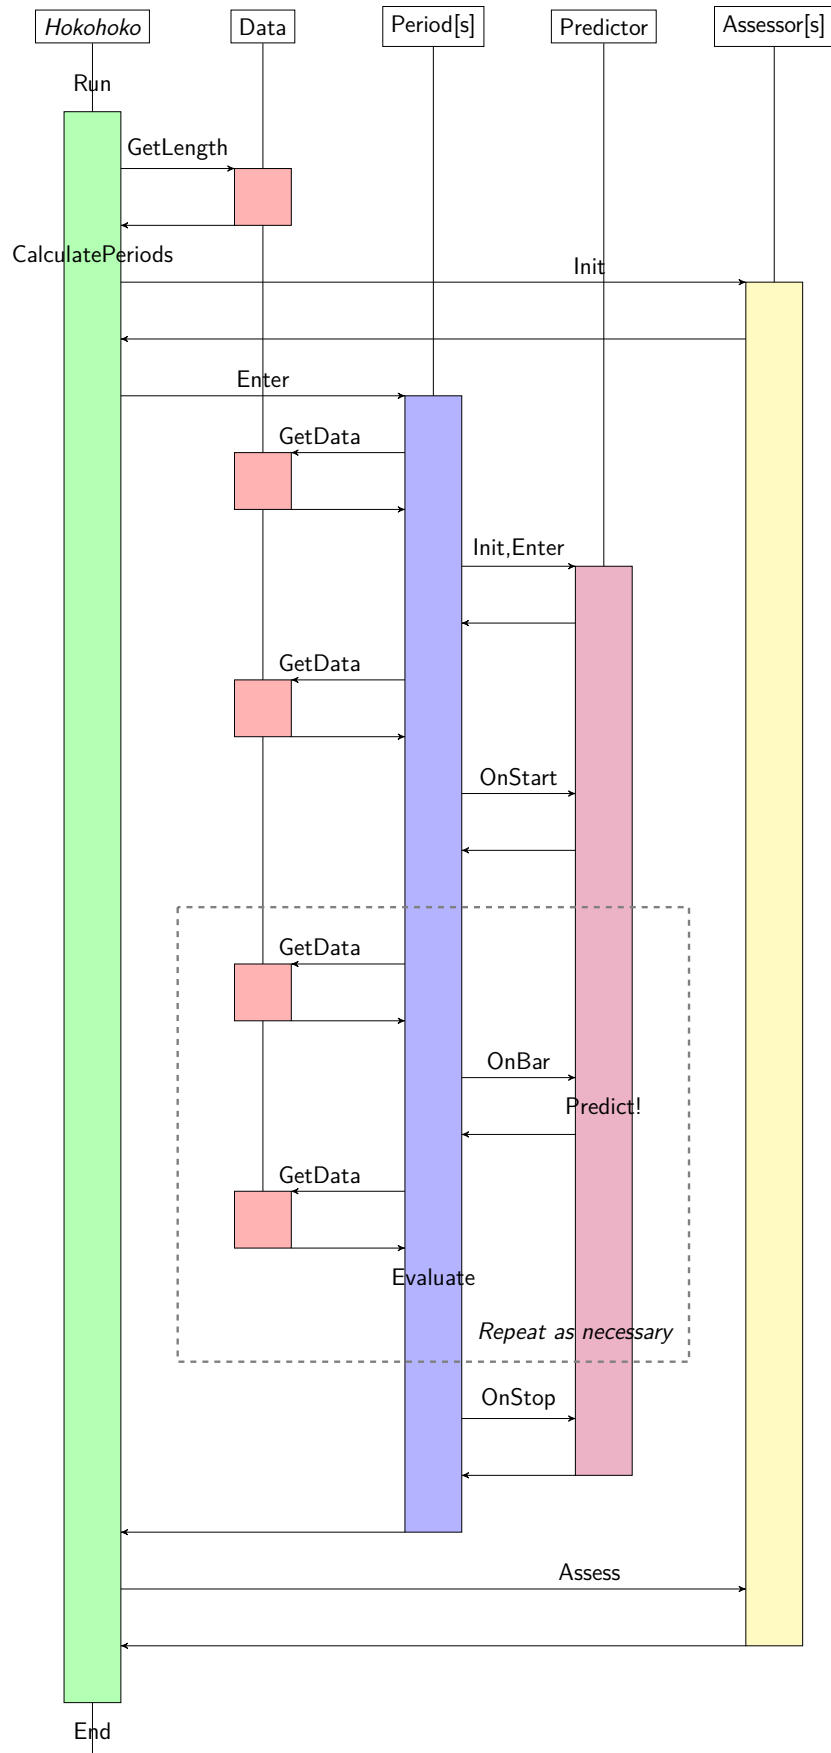 Hokohoko
Data
Period[s]
Predictor
Assessor[s]
Run
GetLength
CalculatePeriods
Init
Enter
GetData
Init,Enter
GetData
OnStart
GetData
OnBar
Predict!
GetData
Evaluate
Repeat as necessary
OnStop
Assess
End